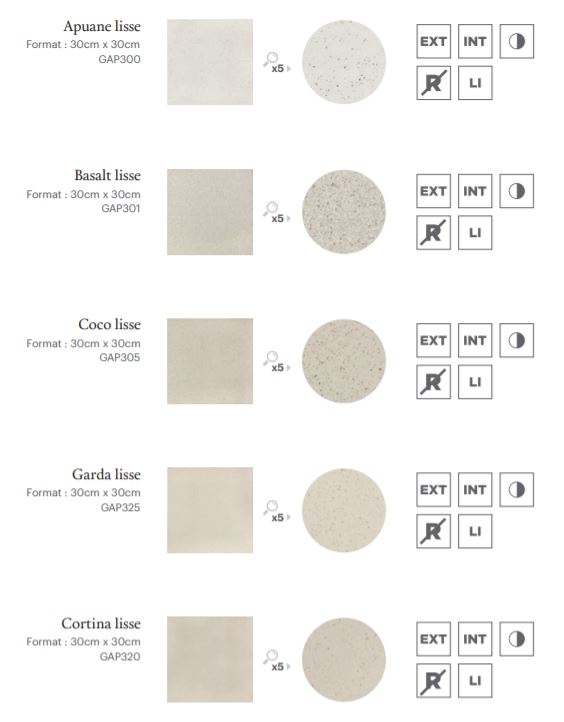 Apuane lisse
Format : 30cm x 30cm
GAP300
x5
EXT INT
R LI
Basalt lisse
Format : 30cm x 30cm
GAP301
x5
EXT INT
R LI
Coco lisse
Format : 30cm x 30cm
GAP305
x5
EXT INT
R LI
Garda lisse
Format : 30cm x 30cm
GAP325
x5
EXT INT
R LI
Cortina lisse
Format : 30cm x 30cm
GAP320
x5
EXT INT
R LI